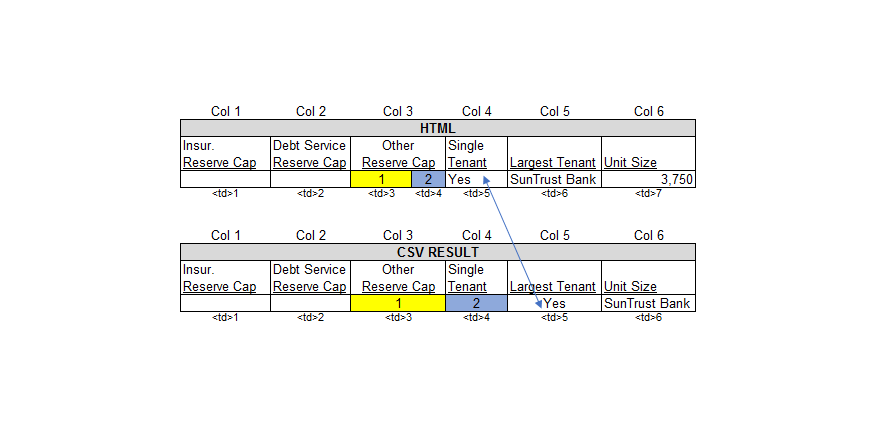 Col 1 Col 2 Col 3 Col 4 Col 5 Col 6
HTML
Insur. Debt Service Other Single
Reserve Cap Reserve Cap Reserve Cap Tenant Largest Tenant Unit Size
1 2 Yes SunTrust Bank 3,750
<td>1 <td>2 <td>3 <td>4 <td>5 <td>6 <td>7
Col 1 Col 2 Col 3 Col 4 Col 5 Col 6
CSV RESULT
Insur. Debt Service Other Single
Reserve Cap Reserve Cap Reserve Cap Tenant Largest Tenant Unit Size
1 2 Yes SunTrust Bank
<td>1 <td>2 <td>3 <td>4 <td>5 <td>6